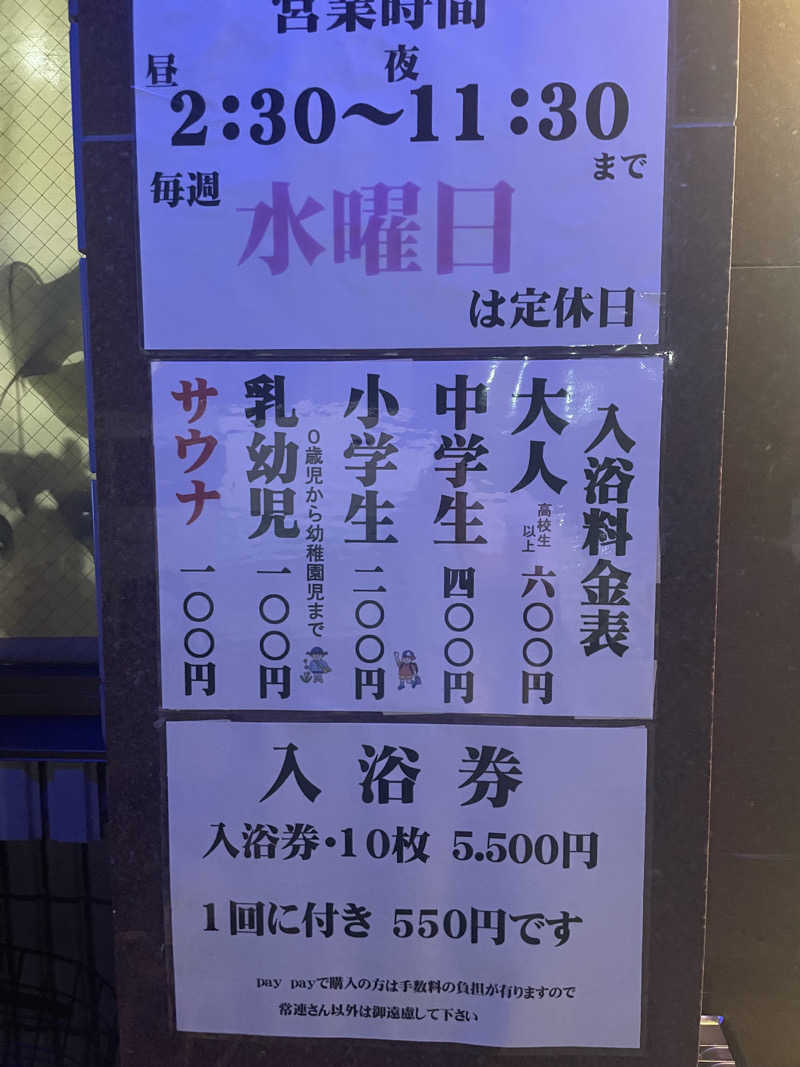 営業時間
昼 夜
2:30〜11:30
まで
毎週
水曜日
は定休日
入浴料金表
大人 高校生以上 六〇〇円
中学生 四〇〇円
小学生 二〇〇円
乳幼児 0歳児から幼稚園児まで 一〇〇円
サウナ 一〇〇円
入浴券
入浴券・10枚 5.500円
1回に付き 550円です
pay payで購入の方は手数料の負担が有りますので
常連さん以外は御遠慮して下さい